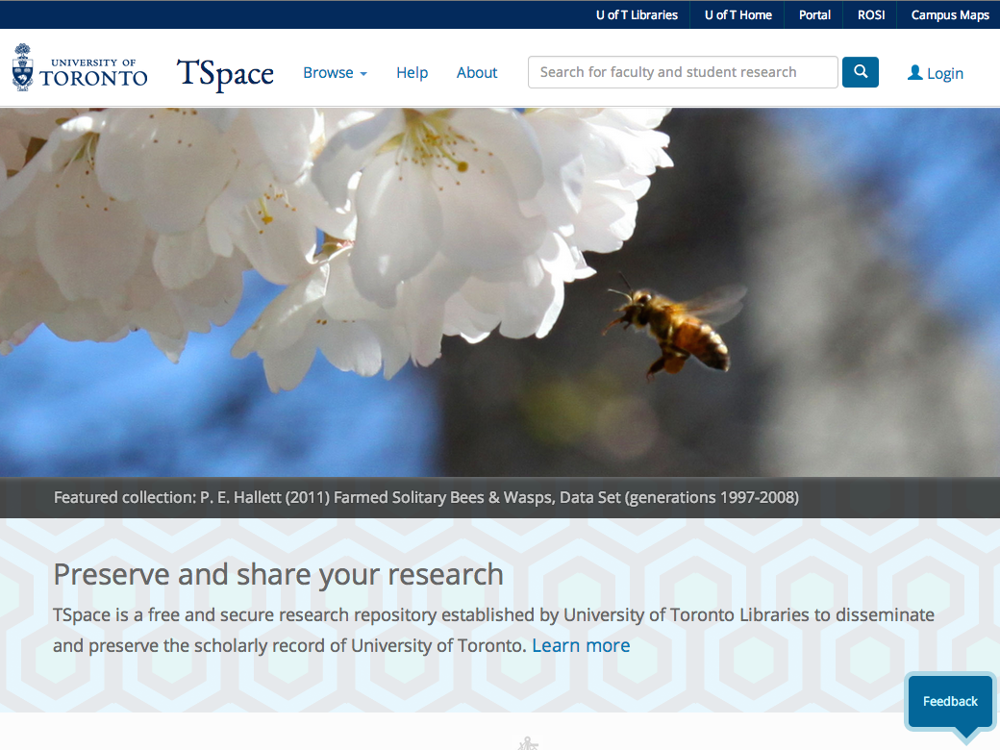 U of T Libraries U of T Home Portal ROSI Campus Maps
UNIVERSITY OF
TORONTO
TSpace
Browse Help About
Search for faculty and student research
Login
Featured collection: P. E. Hallett (2011) Farmed Solitary Bees & Wasps, Data Set (generations 1997-2008)
Preserve and share your research
TSpace is a free and secure research repository established by University of Toronto Libraries to disseminate
and preserve the scholarly record of University of Toronto. Learn more
Feedback